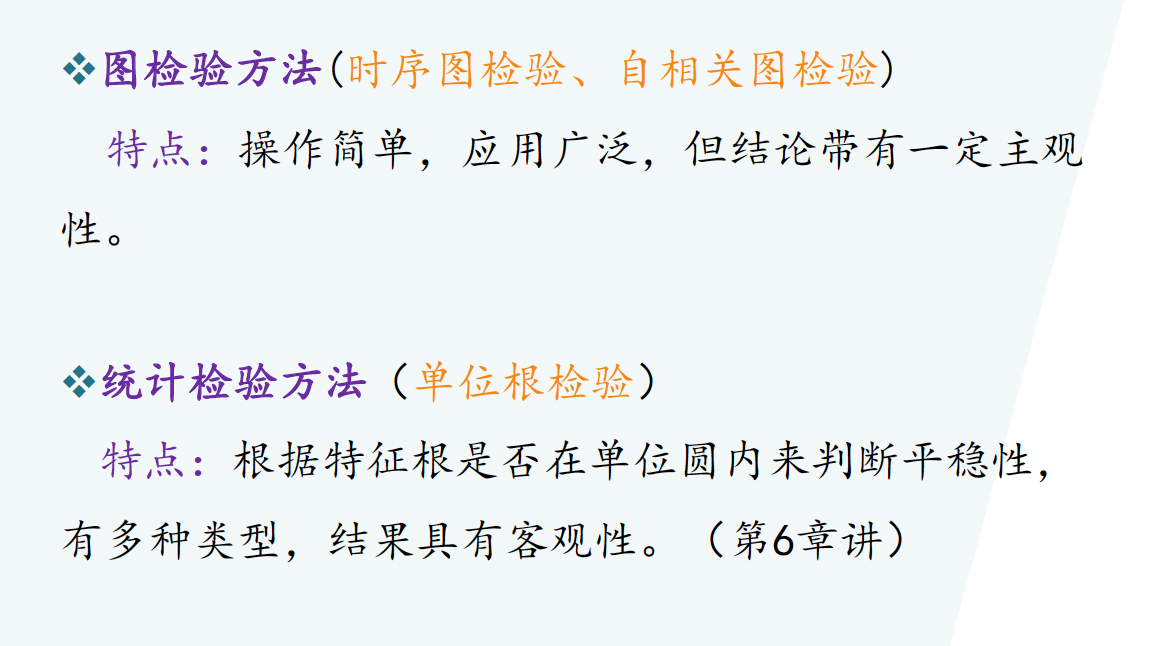 ❖图检验方法(时序图检验、自相关图检验)
特点：操作简单，应用广泛，但结论带有一定主观
性。
❖统计检验方法（单位根检验）
特点：根据特征根是否在单位圆内来判断平稳性，
有多种类型，结果具有客观性。（第6章讲）